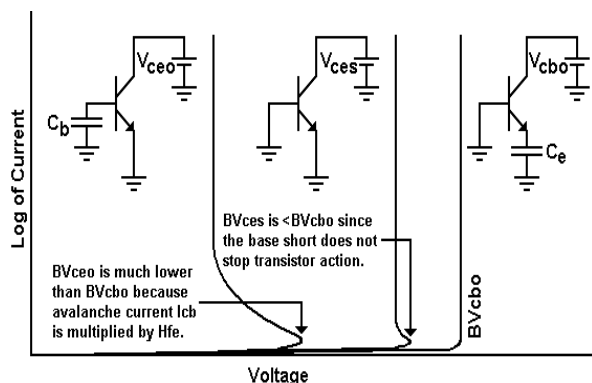 Log of Current
Vceo
Cb
Vces
Vcbo
Ce
BVces is <BVcbo since
the base short does not
stop transistor action.
BVceo is much lower
than BVcbo because
avalanche current Icb
is multiplied by Hfe.
BVcbo
Voltage